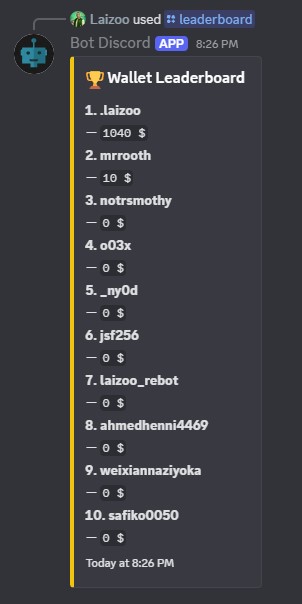 Laizoo used leaderboard
Bot Discord APP 8:26 PM
🏆 Wallet Leaderboard
1. .laizoo
— 1040 $
2. mrrooth
— 10 $
3. notrsmothy
— 0 $
4. o03x
— 0 $
5. _ny0d
— 0 $
6. jsf256
— 0 $
7. laizoo_rebot
— 0 $
8. ahmedhenni4469
— 0 $
9. weixiannaziyoka
— 0 $
10. safiko0050
— 0 $
Today at 8:26 PM